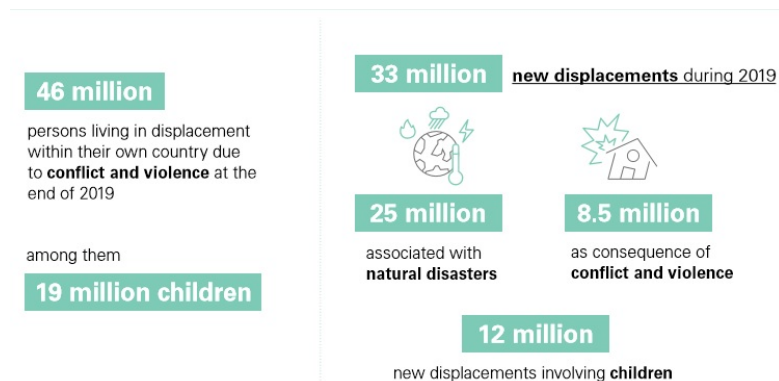 46 million
persons living in displacement
within their own country due
to conflict and violence at the
end of 2019
among them
19 million children
33 million new displacements during 2019
25 million
associated with
natural disasters
8.5 million
as consequence of
conflict and violence
12 million
new displacements involving children